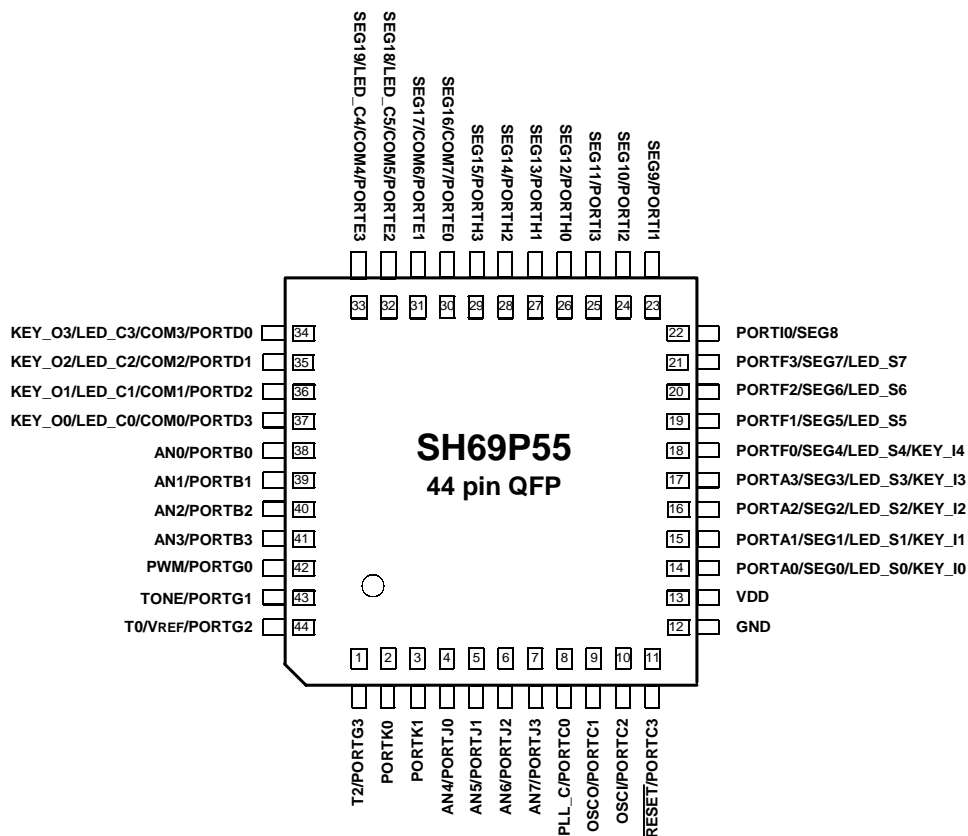 SEG19/LED_C4/COM4/PORTE3
SEG18/LED_C5/COM5/PORTE2
SEG17/COM6/PORTE1
SEG16/COM7/PORTE0
SEG15/PORTH3
SEG14/PORTH2
SEG13/PORTH1
SEG12/PORTH0
SEG11/PORTI3
SEG10/PORTI2
SEG9/PORTI1
33
32
31
30
29
28
27
26
25
24
23
KEY_O3/LED_C3/COM3/PORTD0
34
KEY_O2/LED_C2/COM2/PORTD1
35
KEY_O1/LED_C1/COM1/PORTD2
36
KEY_O0/LED_C0/COM0/PORTD3
37
AN0/PORTB0
38
AN1/PORTB1
39
AN2/PORTB2
40
AN3/PORTB3
41
PWM/PORTG0
42
TONE/PORTG1
43
T0/VREF/PORTG2
44
SH69P55
44 pin QFP
22
PORTI0/SEG8
21
PORTF3/SEG7/LED_S7
20
PORTF2/SEG6/LED_S6
19
PORTF1/SEG5/LED_S5
18
PORTF0/SEG4/LED_S4/KEY_I4
17
PORTA3/SEG3/LED_S3/KEY_I3
16
PORTA2/SEG2/LED_S2/KEY_I2
15
PORTA1/SEG1/LED_S1/KEY_I1
14
PORTA0/SEG0/LED_S0/KEY_I0
13
VDD
12
GND
1
2
3
4
5
6
7
8
9
10
11
T2/PORTG3
PORTK0
PORTK1
AN4/PORTJ0
AN5/PORTJ1
AN6/PORTJ2
AN7/PORTJ3
PLL_C/PORTC0
OSCO/PORTC1
OSCI/PORTC2
RESET/PORTC3